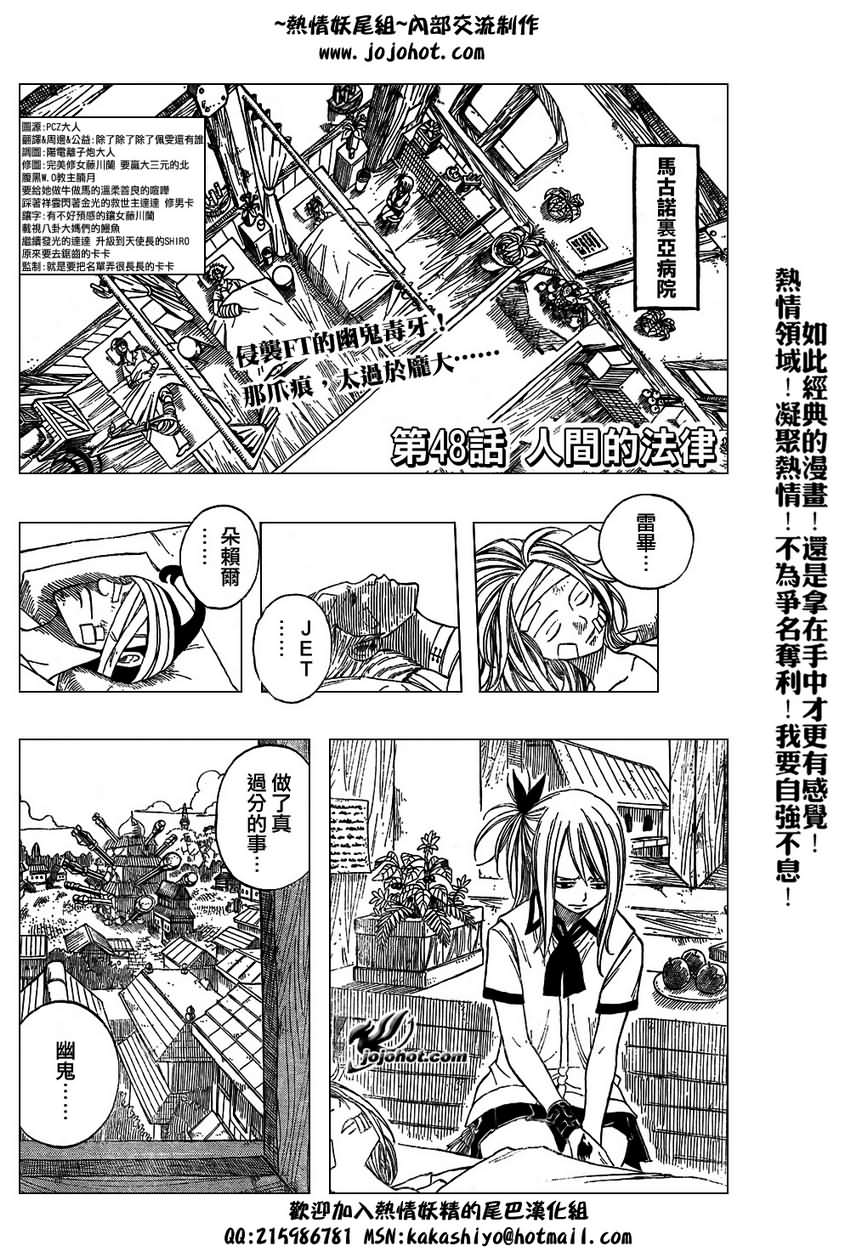 ~熱情妖尾組~內部交流制作
www.jojohot.com
圖源:PCZ大人
翻譯&周邊&公益:除了除了除了佩雯還有誰
調圖:陽電離子炮大人
修圖:完美修女藤川蘭 要贏大三元的北
腹黑W.O教主腩月
要給她做牛做馬的溫柔善良的喧嘩
踩著祥雲閃著金光的救世主達達 修男卡
鑲字:有不好預感的鑲女藤川蘭
載視八卦大媽們的鰻魚
繼續發光的達達 升級到天使長的SHIRO
原來要去鋸齒的卡卡
監制:就是要把名單弄很長長的卡卡
馬古諾裏亞病院
侵襲FT的幽鬼毒牙！
那爪痕，太過於龐大⋯⋯
第48話 人間的法律
雷畢⋯
JET
⋯⋯
朵賴爾
⋯⋯
做了真
過分的事⋯
幽鬼⋯⋯
jojohot.com
如此經典的漫畫！還是拿在手中才更有感覺！
熱情領域！凝聚熱情！不為爭名奪利！我要自強不息！
歡迎加入熱情妖精的尾巴漢化組
QQ:215986781 MSN:kakashiyo@hotmail.com